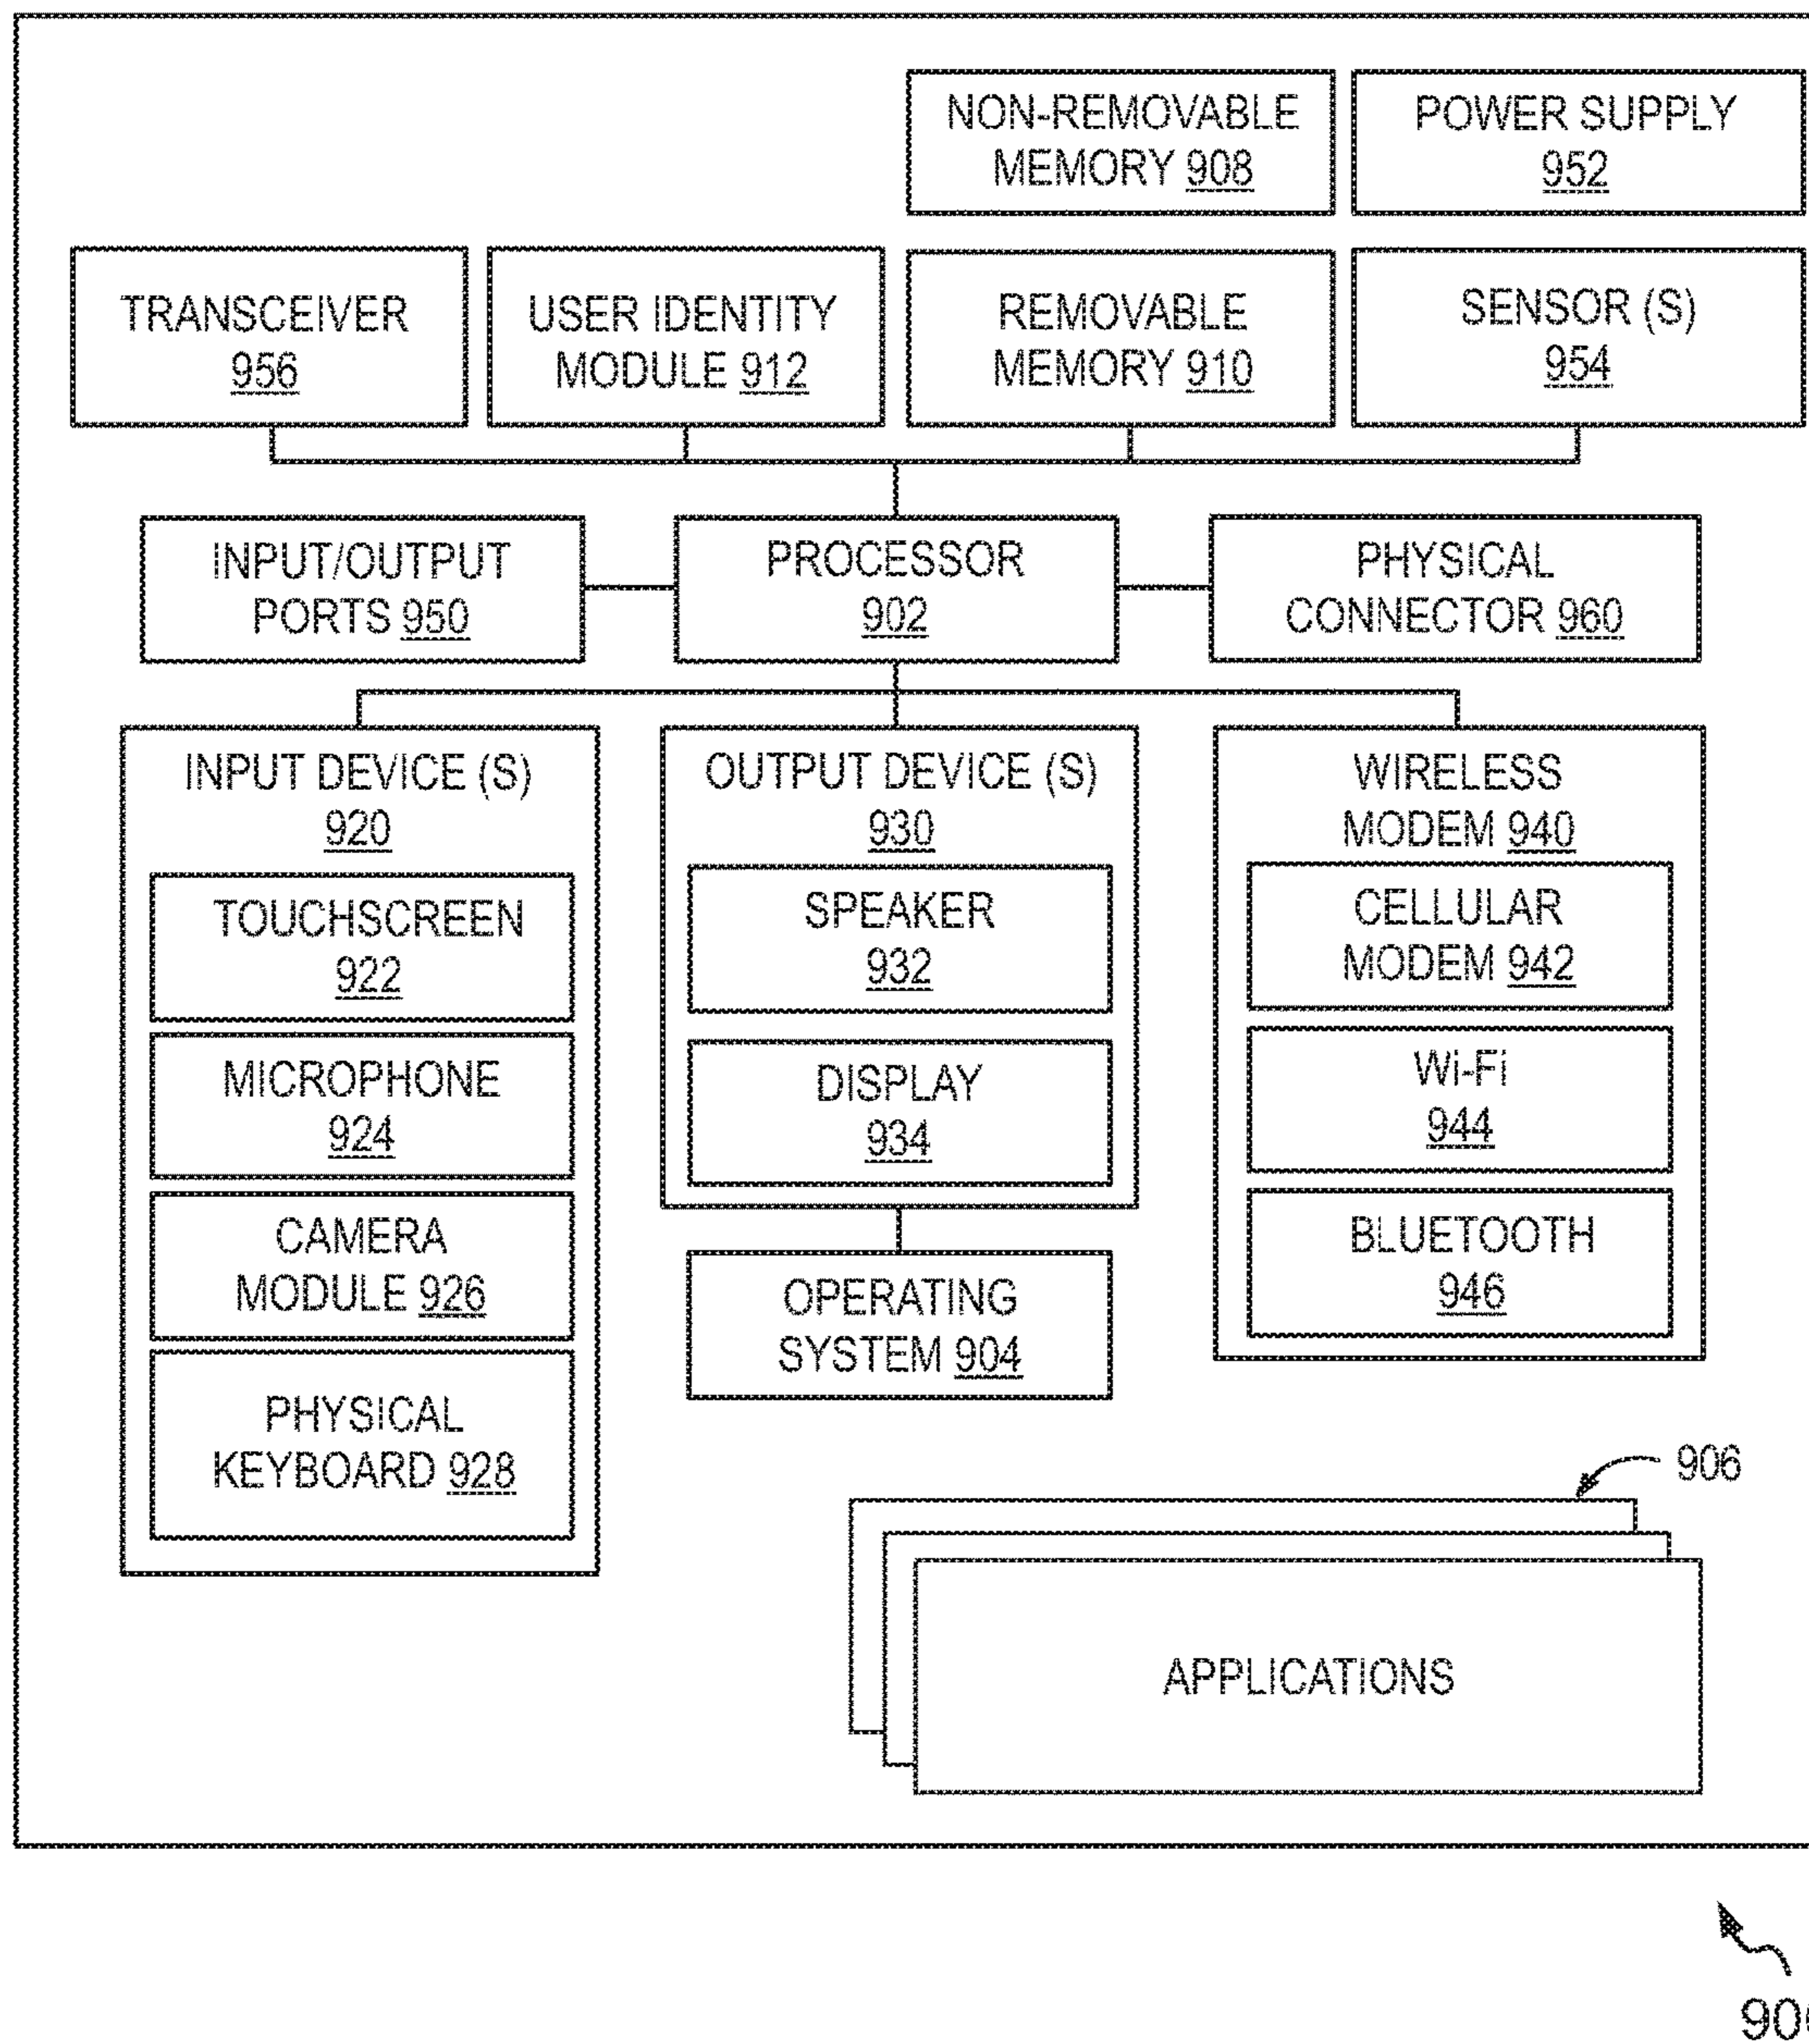 NON-REMOVABLE
MEMORY 908
POWER SUPPLY
952
TRANSCEIVER
956
USER IDENTITY
MODULE 912
REMOVABLE
MEMORY 910
SENSOR (S)
954
INPUT/OUTPUT
PORTS 950
PROCESSOR
902
PHYSICAL
CONNECTOR 960
INPUT DEVICE (S)
920
TOUCHSCREEN
922
MICROPHONE
924
CAMERA
MODULE 926
PHYSICAL
KEYBOARD 928
OUTPUT DEVICE (S)
930
SPEAKER
932
DISPLAY
934
OPERATING
SYSTEM 904
WIRELESS
MODEM 940
CELLULAR
MODEM 942
Wi-Fi
944
BLUETOOTH
946
906
APPLICATIONS